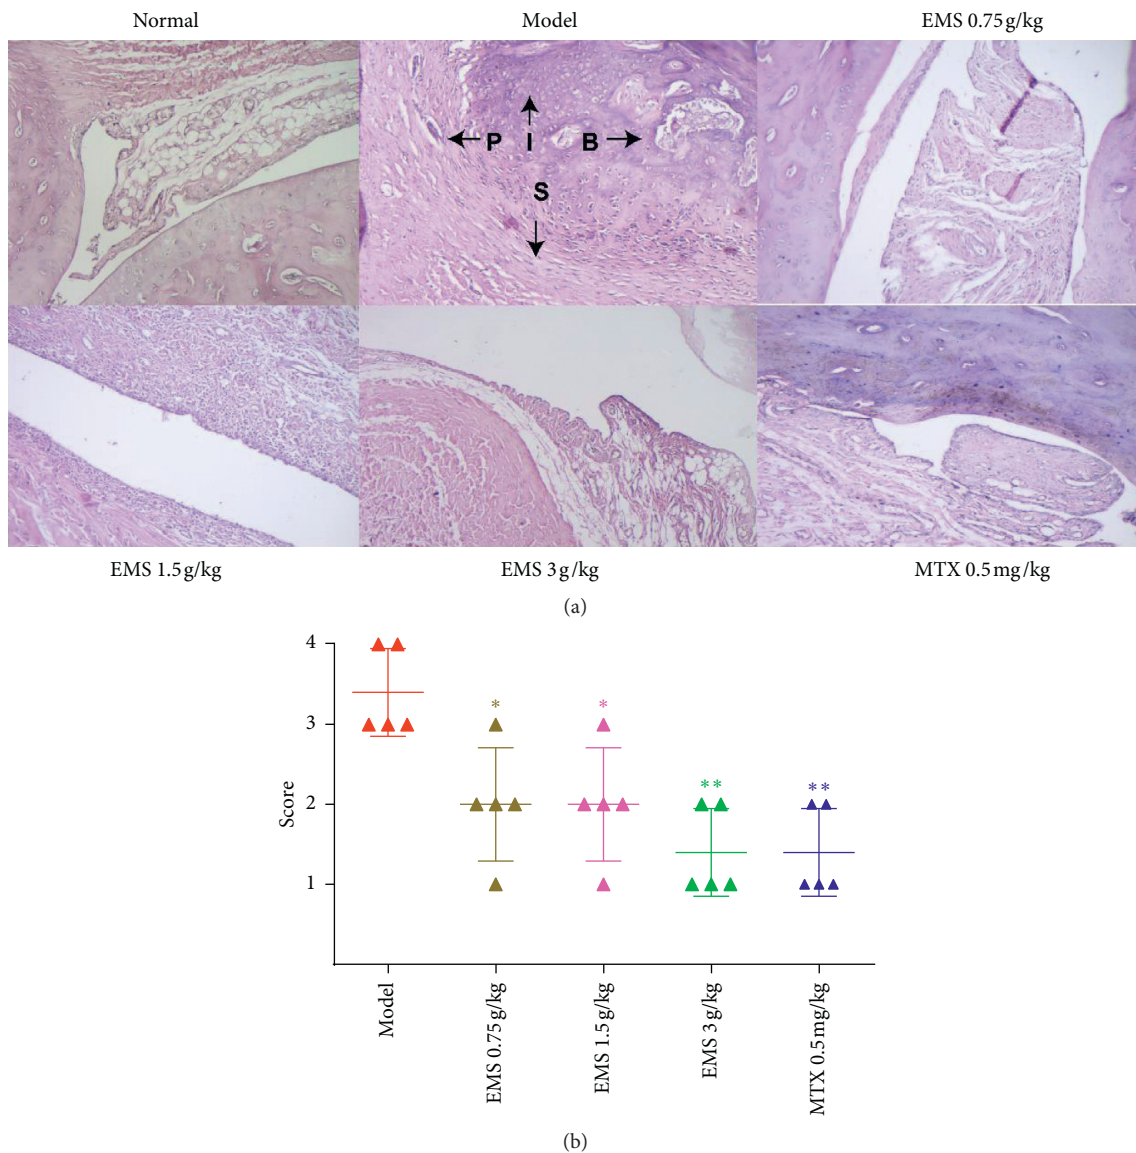 Normal Model EMS 0.75 g/kg
P I B
S
EMS 1.5 g/kg EMS 3 g/kg MTX 0.5 mg/kg
(a)
4
3
2
1
Score
* * ** **
Model
EMS 0.75 g/kg
EMS 1.5 g/kg
EMS 3 g/kg
MTX 0.5 mg/kg
(b)